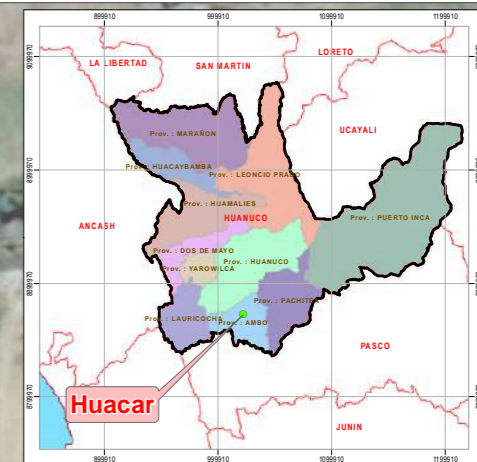 899910 999910 1099910 1199910
LORETO
LA LIBERTAD
SAN MARTIN
UCAYALI
Prov. : MARAÑON
Prov. : HUACAYBAMBA
Prov. : LEONCIO PRADO
Prov. : HUAMALIES
HUANUCO
Prov. : PUERTO INCA
ANCASH
Prov. : DOS DE MAYO
Prov. : HUANUCO
Prov. : YAROWILCA
Prov. : PACHITEA
Prov. : LAURICOCHA
Prov. : AMBO
PASCO
Huacar
JUNIN
899910 999910 1099910 1199910